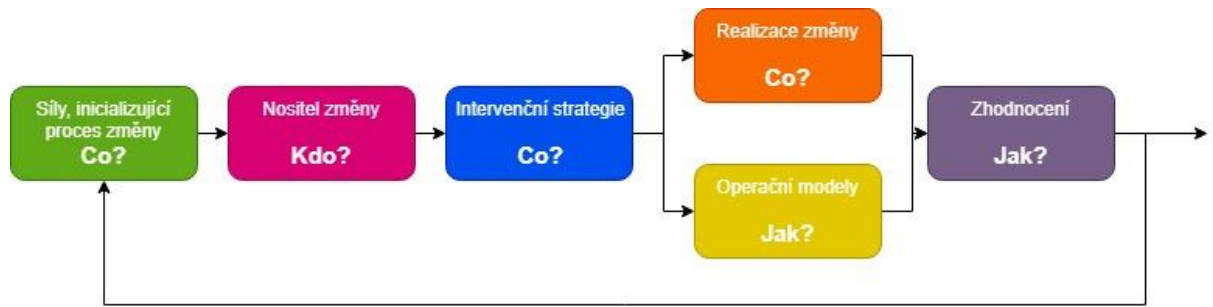 Síly, inicializující
proces změny
Co?
Nositel změny
Kdo?
Intervenční strategie
Co?
Realizace změny
Co?
Operační modely
Jak?
Zhodnocení
Jak?